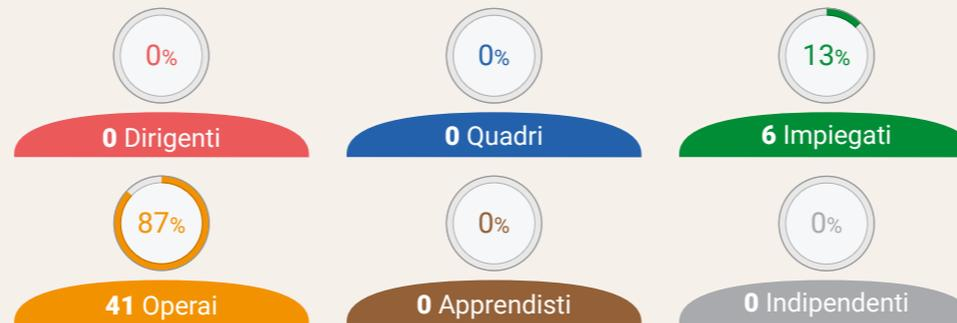 0% 0% 13%
0 Dirigenti 0 Quadri 6 Impiegati
87% 0% 0%
41 Operai 0 Apprendisti 0 Indipendenti